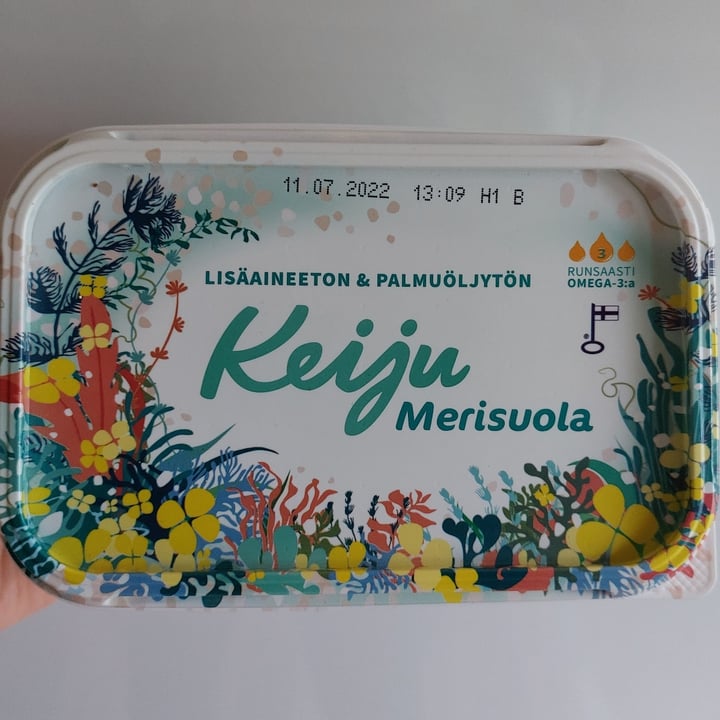 11.07.2022 13:09 H1 B
LISÄAINEETON & PALMUÖLJYTÖN
Keiju
Merisuola
3
RUNSAASTI
OMEGA-3:a